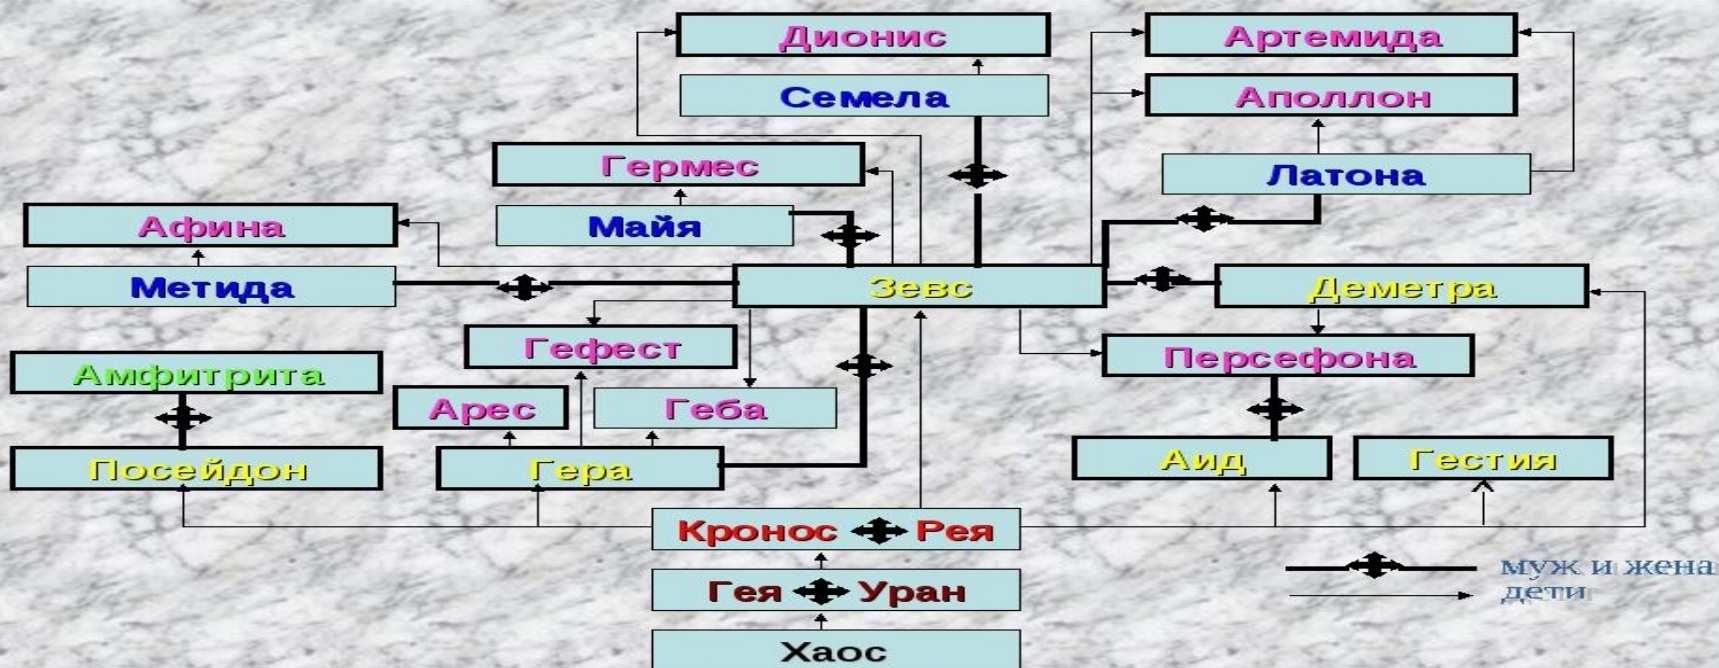 Дионис
Артемида
Семела
Аполлон
Гермес
Латона
Афина
Майя
Метида
Зевс
Деметра
Гефест
Персефона
Амфитрита
Арес
Геба
Посейдон
Гера
Аид
Гестия
Кронос Рея
муж и жена
Гея Уран
дети
Хаос